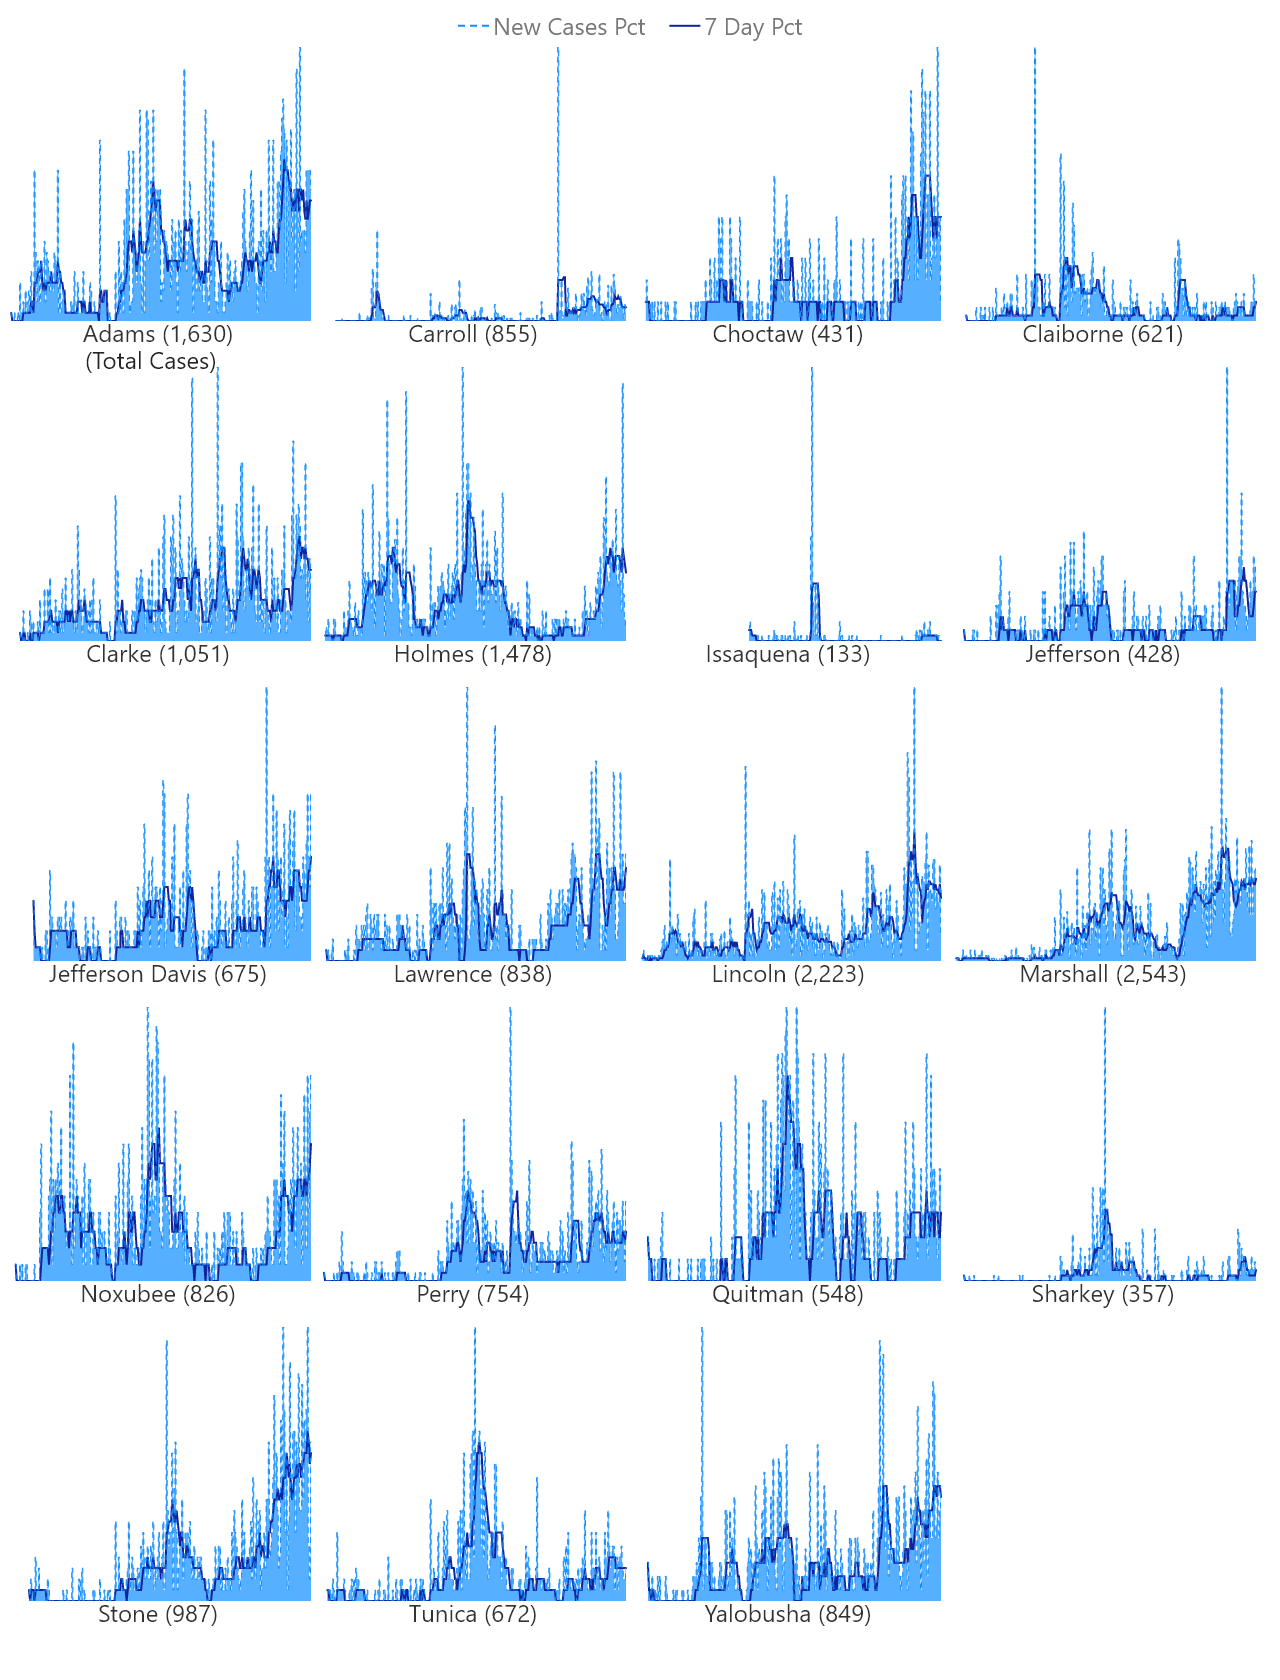 New Cases Pct 7 Day Pct
Adams (1,630) Carroll (855) Choctaw (431) Claiborne (621)
(Total Cases)
Clarke (1,051) Holmes (1,478) Issaquena (133) Jefferson (428)
Jefferson Davis (675) Lawrence (838) Lincoln (2,223) Marshall (2,543)
Noxubee (826) Perry (754) Quitman (548) Sharkey (357)
Stone (987) Tunica (672) Yalobusha (849)